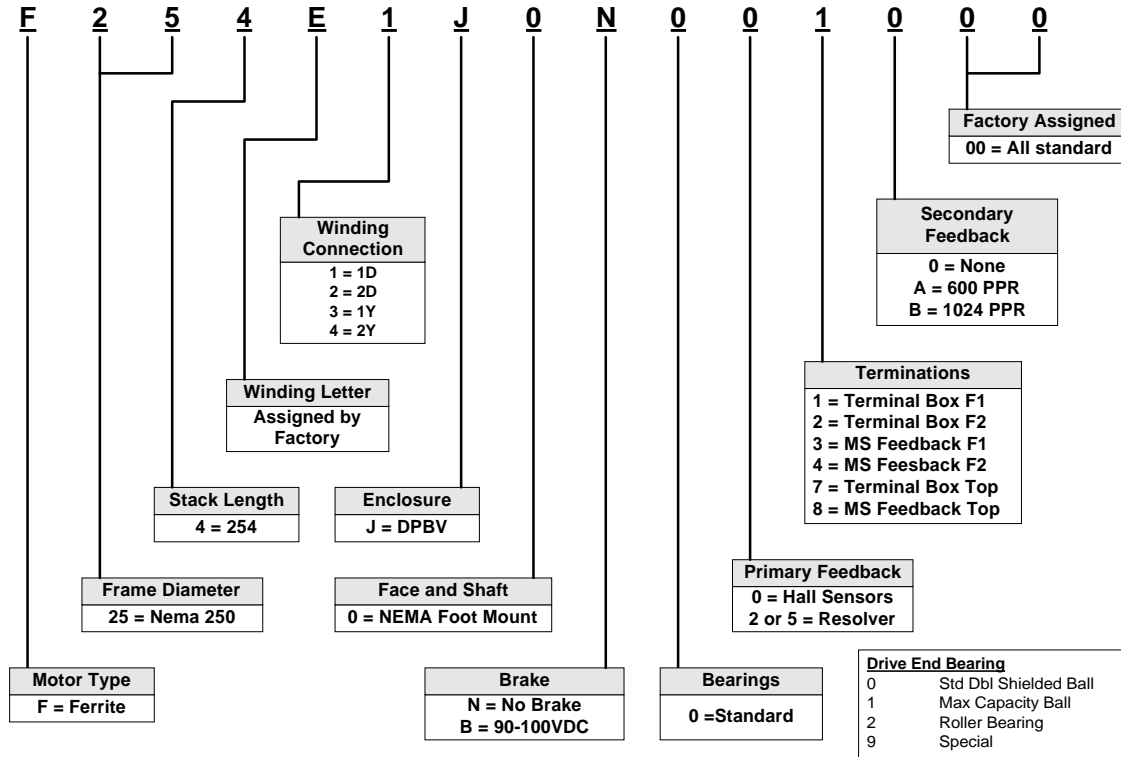 F 2 5 4 E 1 J 0 N 0 0 1 0 0 0
Factory Assigned
00 = All standard
Secondary
Feedback
0 = None
A = 600 PPR
B = 1024 PPR
Winding
Connection
1 = 1D
2 = 2D
3 = 1Y
4 = 2Y
Terminations
1 = Terminal Box F1
2 = Terminal Box F2
3 = MS Feedback F1
4 = MS Feesback F2
7 = Terminal Box Top
8 = MS Feedback Top
Winding Letter
Assigned by
Factory
Stack Length
4 = 254
Enclosure
J = DPBV
Primary Feedback
0 = Hall Sensors
2 or 5 = Resolver
Frame Diameter
25 = Nema 250
Face and Shaft
0 = NEMA Foot Mount
Motor Type
F = Ferrite
Brake
N = No Brake
B = 90-100VDC
Bearings
0 =Standard
Drive End Bearing
0 Std Dbl Shielded Ball
1 Max Capacity Ball
2 Roller Bearing
9 Special